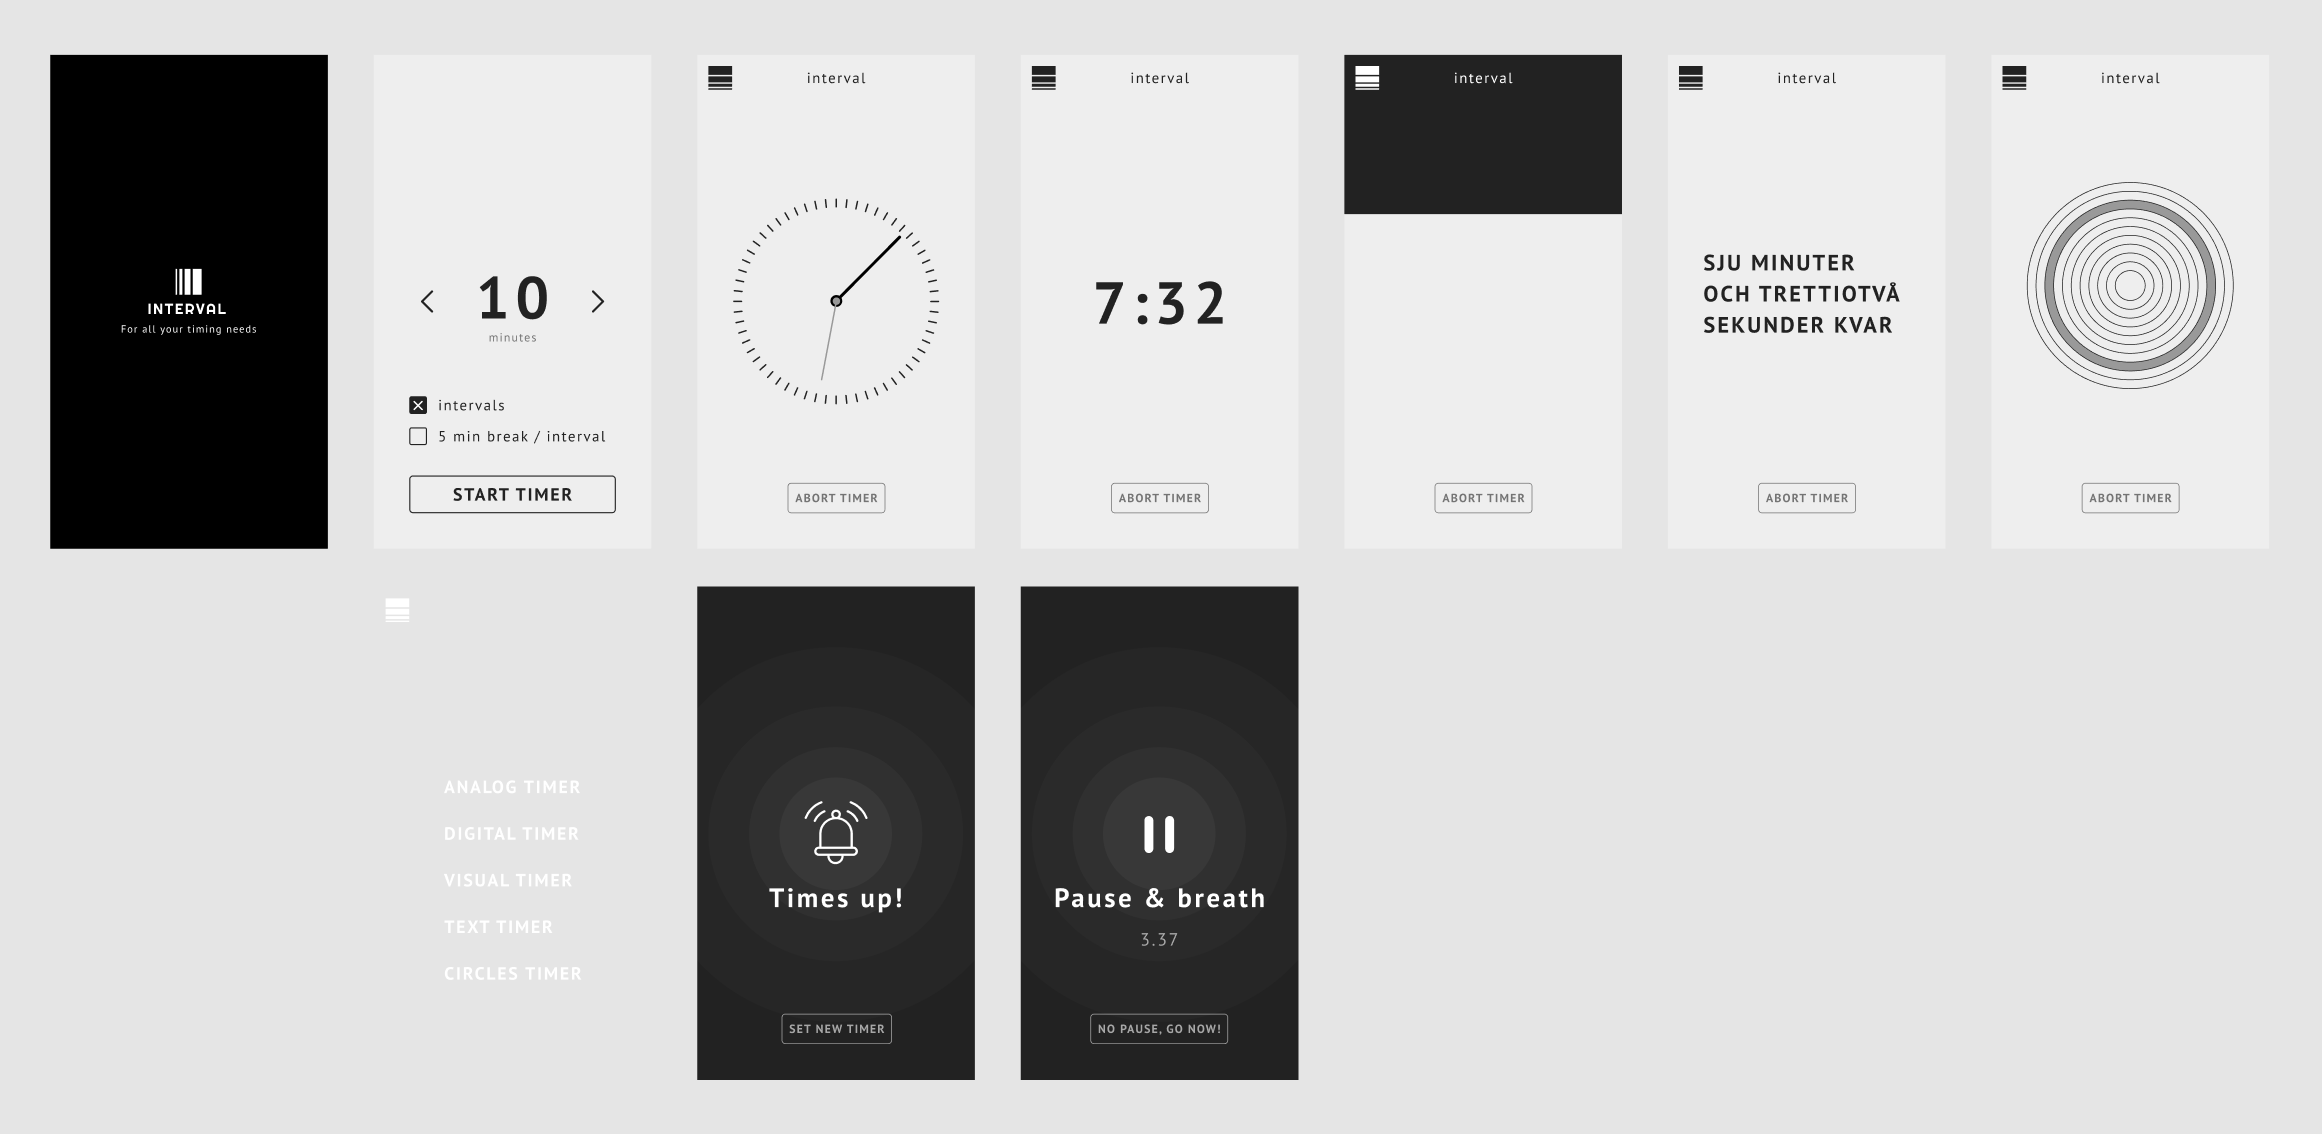 INTERVAL
For all your timing needs
10
minutes
intervals
5 min break / interval
START TIMER
interval
ABORT TIMER
interval
7:32
ABORT TIMER
interval
ABORT TIMER
interval
SJU MINUTER
OCH TRETTIOTVÅ
SEKUNDER KVAR
ABORT TIMER
interval
ABORT TIMER
ANALOG TIMER
DIGITAL TIMER
VISUAL TIMER
TEXT TIMER
CIRCLES TIMER
Times up!
SET NEW TIMER
Pause & breath
3.37
NO PAUSE, GO NOW!